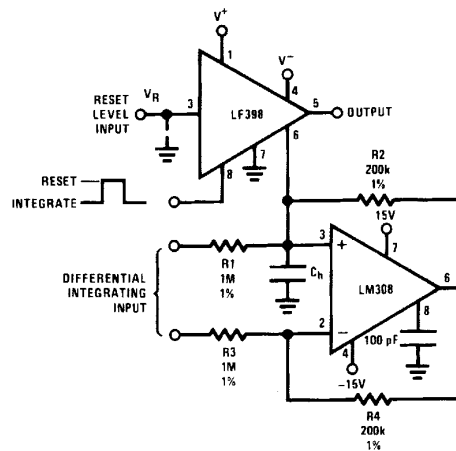 V+
1
V−
4
VR
RESET
LEVEL
INPUT
3
LF398
5
OUTPUT
6
7
8
RESET
INTEGRATE
R2
200k
1%
15V
7
DIFFERENTIAL
INTEGRATING
INPUT
R1
1M
1%
Ch
3
+
LM308
6
8
2
−
4
100 pF
R3
1M
1%
−15V
R4
200k
1%